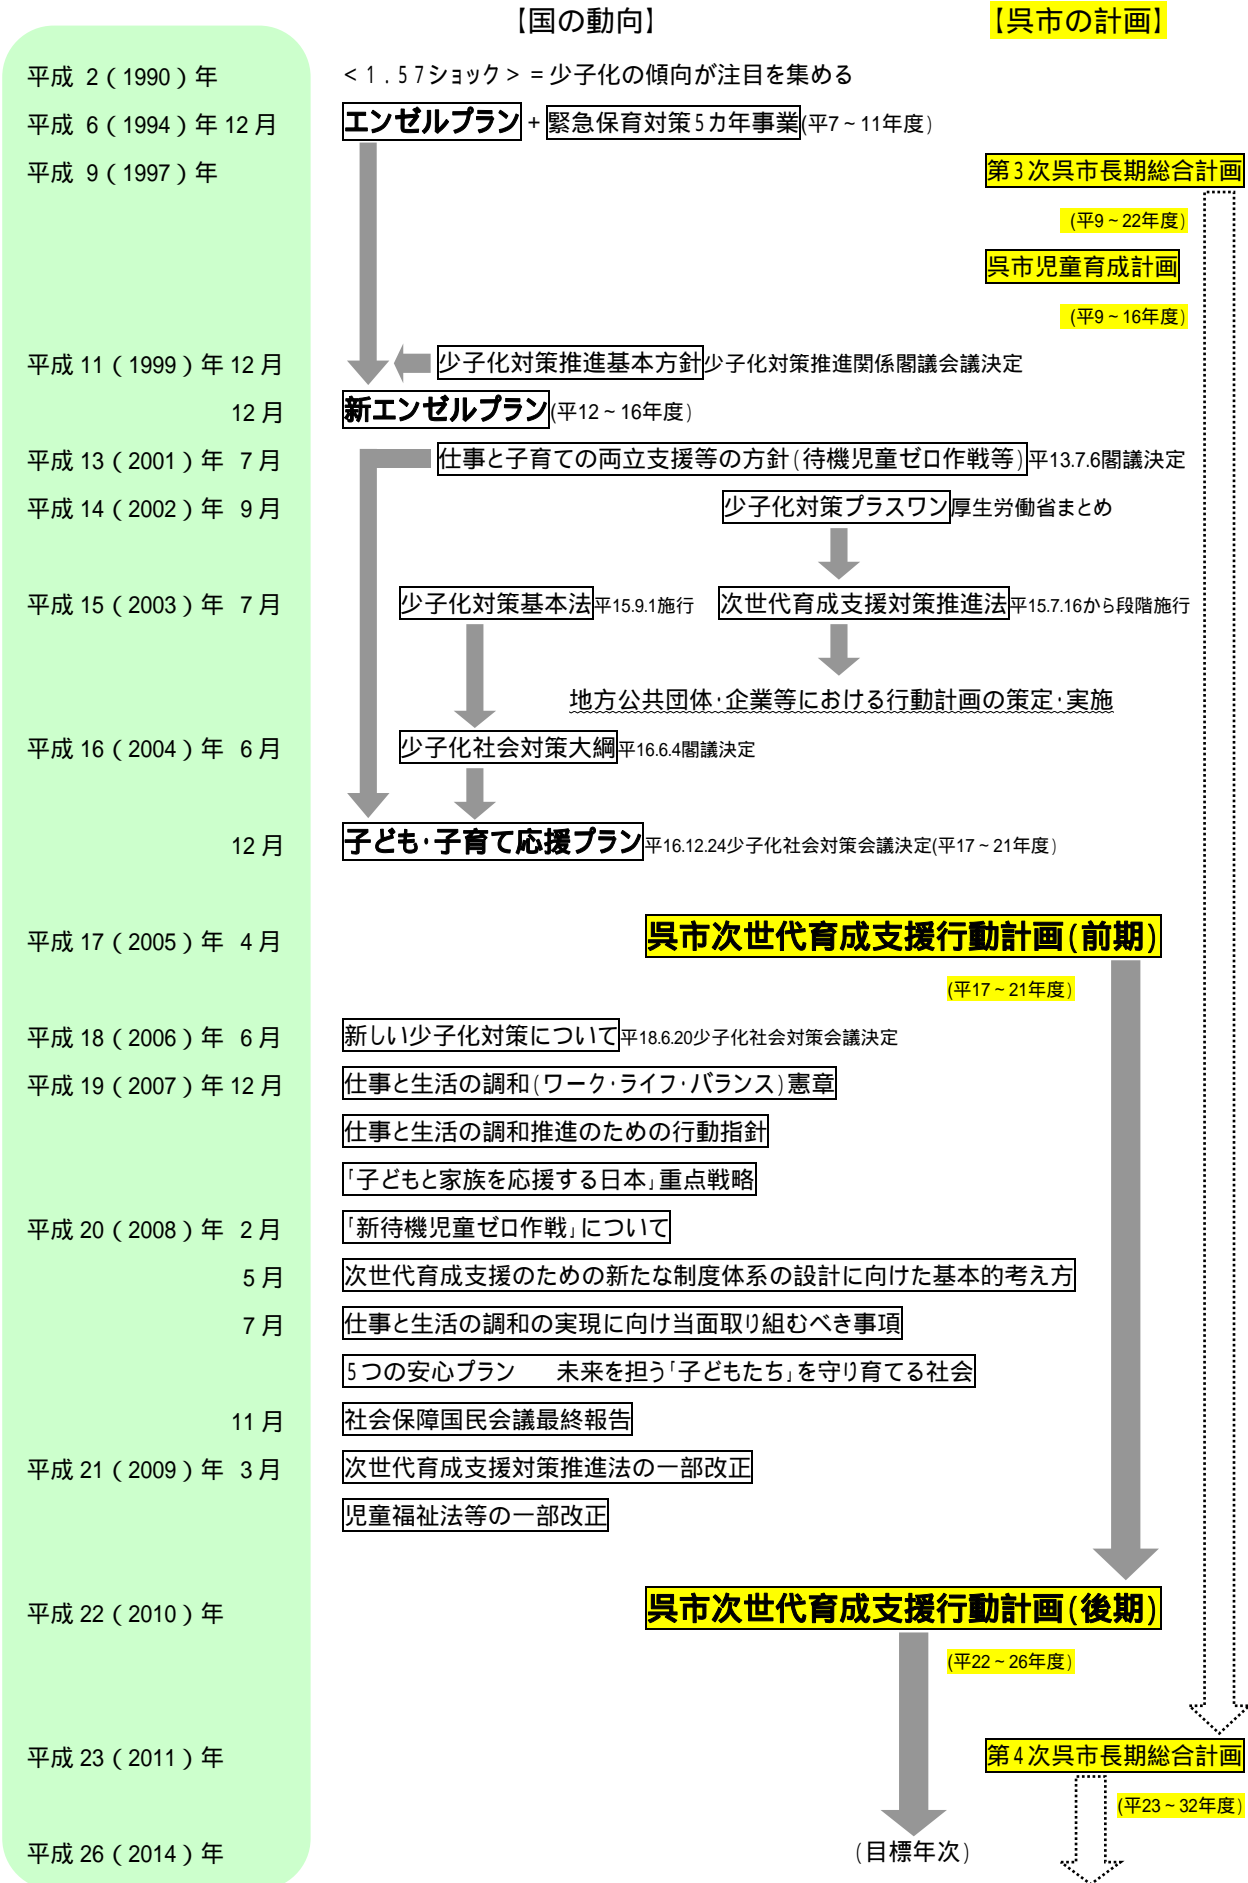 【国の動向】 【呉市の計画】
平成 2(1990)年 <1.57ショック>=少子化の傾向が注目を集める
平成 6(1994)年 12月 エンゼルプラン + 緊急保育対策5カ年事業(平7~11年度)
平成 9(1997)年 第3次呉市長期総合計画
(平9~22年度)
呉市児童育成計画
(平9~16年度)
平成 11(1999)年 12月 少子化対策推進基本方針少子化対策推進関係閣議会議決定
12月 新エンゼルプラン(平12~16年度)
平成 13(2001)年 7月 仕事と子育ての両立支援等の方針(待機児童ゼロ作戦等)平13.7.6閣議決定
平成 14(2002)年 9月 少子化対策プラスワン厚生労働省まとめ
平成 15(2003)年 7月 少子化対策基本法平15.9.1施行 次世代育成支援対策推進法平15.7.16から段階施行
地方公共団体・企業等における行動計画の策定・実施
平成 16(2004)年 6月 少子化社会対策大綱平16.6.4閣議決定
12月 子ども・子育て応援プラン平16.12.24少子化社会対策会議決定(平17~21年度)
平成 17(2005)年 4月 呉市次世代育成支援行動計画(前期)
(平17~21年度)
平成 18(2006)年 6月 新しい少子化対策について平18.6.20少子化社会対策会議決定
平成 19(2007)年 12月 仕事と生活の調和(ワーク・ライフ・バランス)憲章
仕事と生活の調和推進のための行動指針
「子どもと家族を応援する日本」重点戦略
平成 20(2008)年 2月 「新待機児童ゼロ作戦」について
5月 次世代育成支援のための新たな制度体系の設計に向けた基本的考え方
7月 仕事と生活の調和の実現に向け当面取り組むべき事項
5つの安心プラン 未来を担う「子どもたち」を守り育てる社会
11月 社会保障国民会議最終報告
平成 21(2009)年 3月 次世代育成支援対策推進法の一部改正
児童福祉法等の一部改正
平成 22(2010)年 呉市次世代育成支援行動計画(後期)
(平22~26年度)
平成 23(2011)年 第4次呉市長期総合計画
(平23~32年度)
平成 26(2014)年 (目標年次)